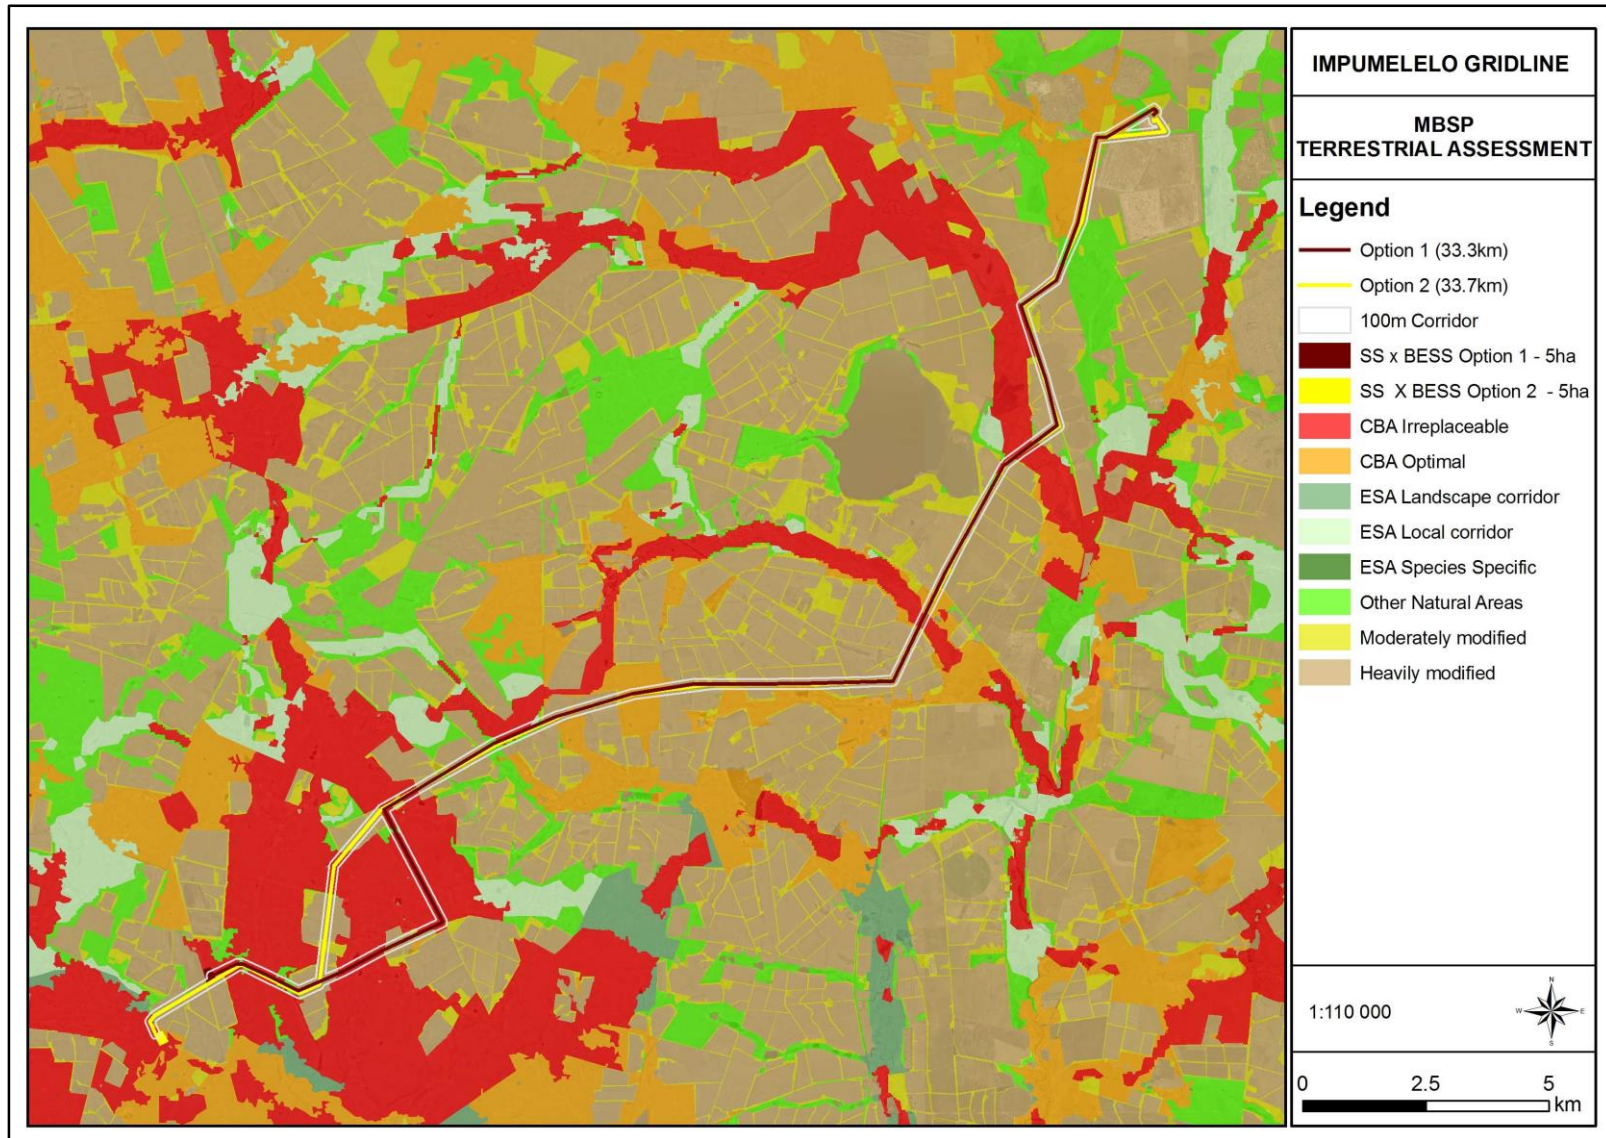 IMPUMELELO GRIDLINE
MBSP
TERRESTRIAL ASSESSMENT
Legend
Option 1 (33.3km)
Option 2 (33.7km)
100m Corridor
SS x BESS Option 1 - 5ha
SS X BESS Option 2 - 5ha
CBA Irreplaceable
CBA Optimal
ESA Landscape corridor
ESA Local corridor
ESA Species Specific
Other Natural Areas
Moderately modified
Heavily modified
1:110 000
N
W E
S
0 2.5 5
km